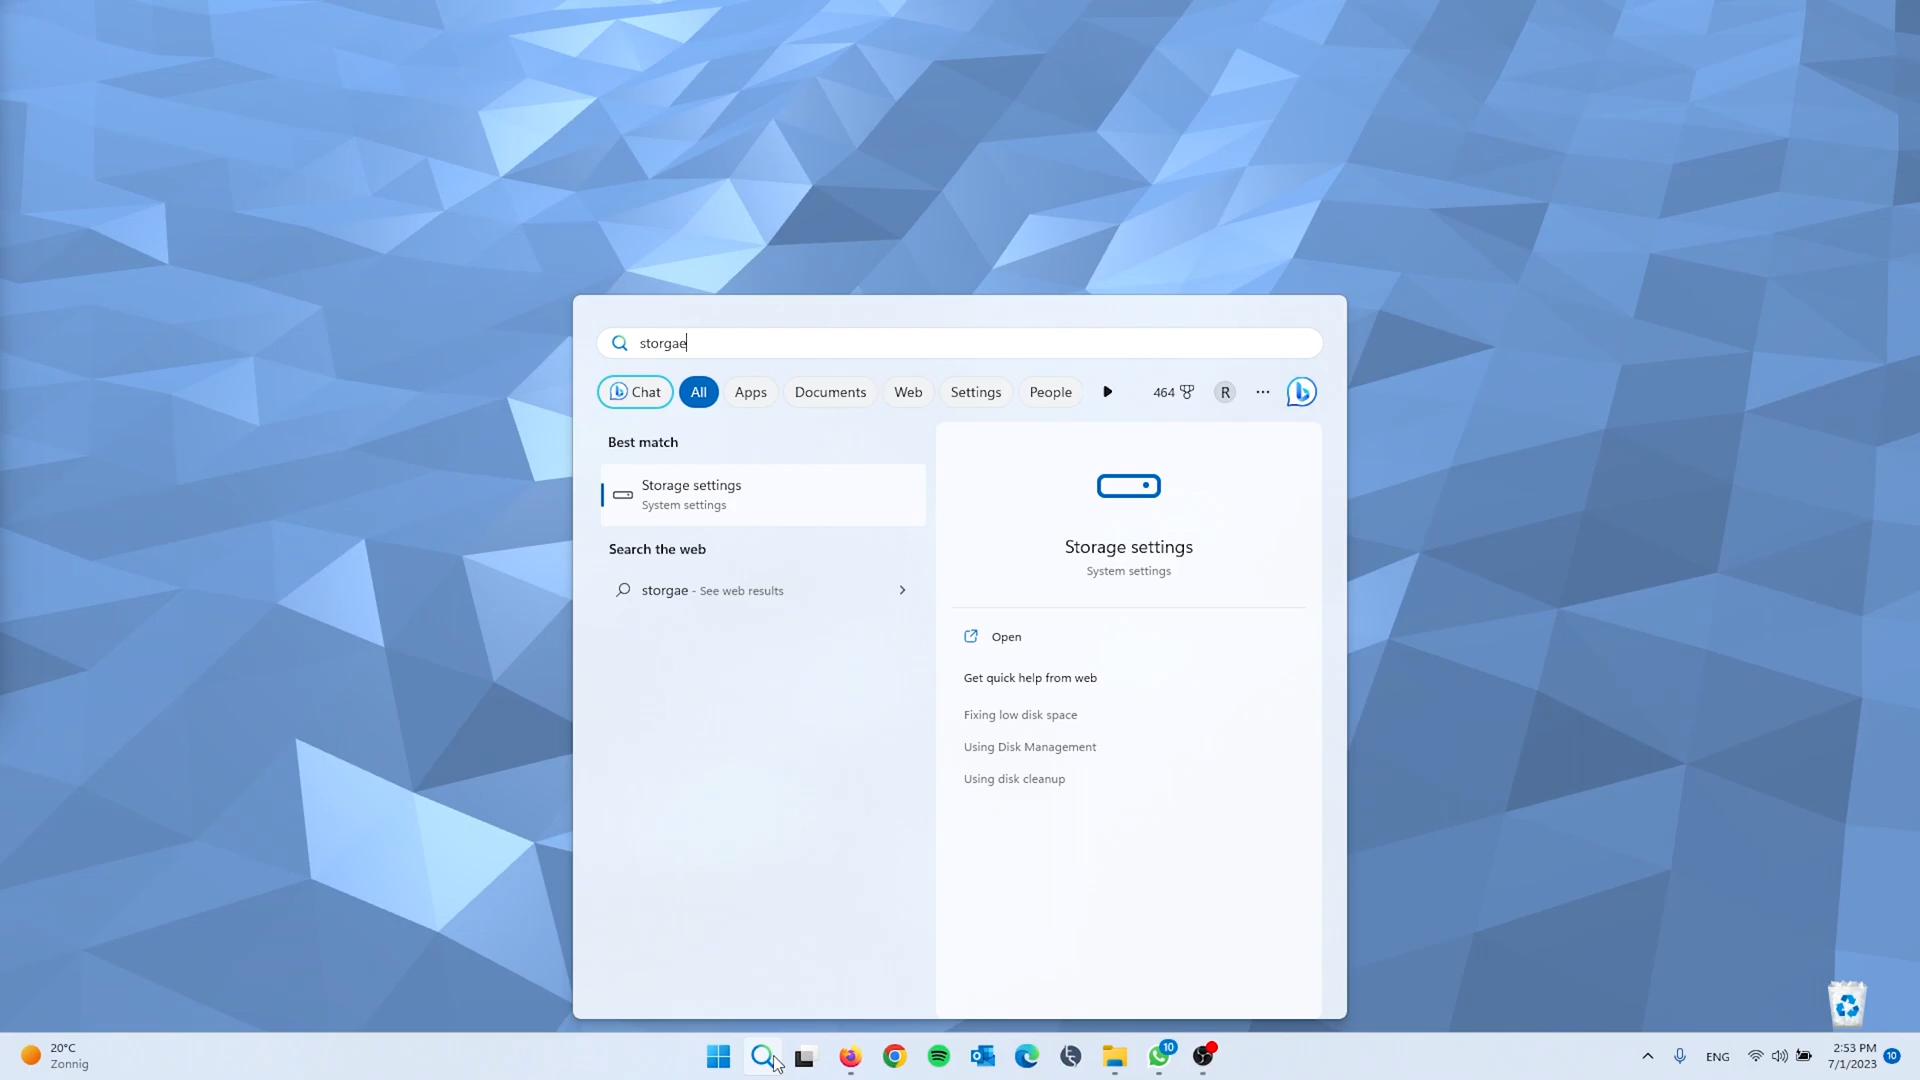 storgae
Chat All Apps Documents Web Settings People 464 R ...
Best match
Storage settings
System settings
Search the web
storgae - See web results
Storage settings
System settings
Open
Get quick help from web
Fixing low disk space
Using Disk Management
Using disk cleanup
20°C
Zonnig
10
ENG
2:53 PM
7/1/2023
10